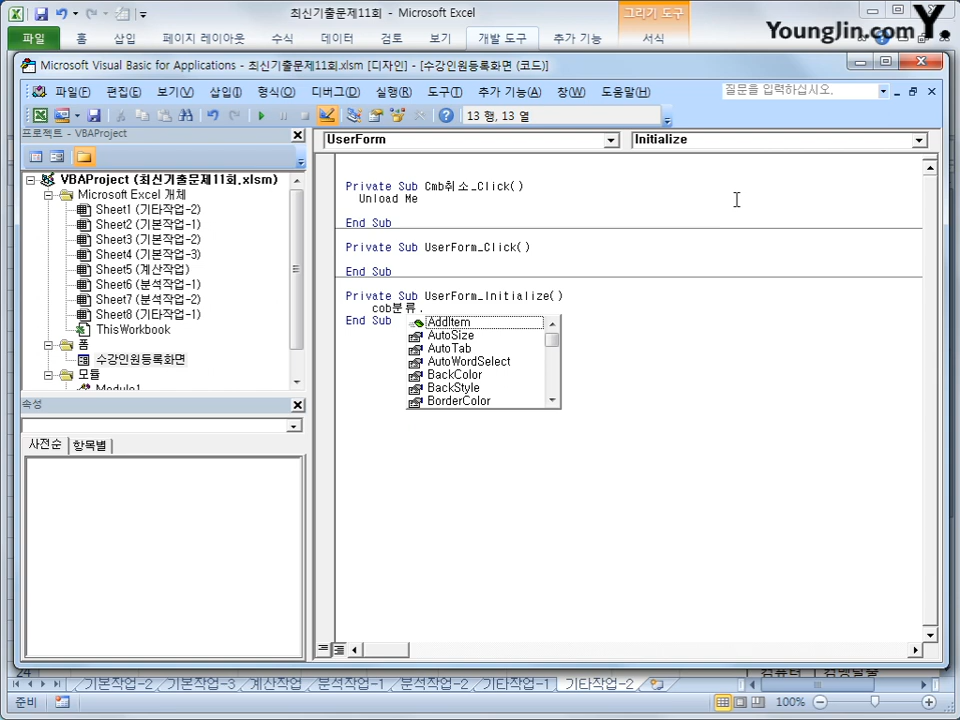 최신기출문제11회 - Microsoft Excel
그리기 도구
YoungJin.com Y.
파일 홈 삽입 페이지 레이아웃 수식 데이터 검토 보기 개발 도구 추가 기능 서식
Microsoft Visual Basic for Applications - 최신기출문제11회.xlsm [디자인] - [수강인원등록화면 (코드)]
파일(F) 편집(E) 보기(V) 삽입(I) 형식(O) 디버그(D) 실행(R) 도구(T) 추가 기능(A) 창(W) 도움말(H)
질문을 입력하십시오.
13 행, 13 열
프로젝트 - VBAProject
UserForm
Initialize
VBAProject (최신기출문제11회.xlsm)
Microsoft Excel 개체
Sheet1 (기타작업-2)
Sheet2 (기본작업-1)
Sheet3 (기본작업-2)
Sheet4 (기본작업-3)
Sheet5 (계산작업)
Sheet6 (분석작업-1)
Sheet7 (분석작업-2)
Sheet8 (기타작업-1)
ThisWorkbook
폼
수강인원등록화면
모듈
Module1
속성
사전순 항목별
Private Sub Cmb취소_Click()
Unload Me
End Sub
Private Sub UserForm_Click()
End Sub
Private Sub UserForm_Initialize()
cob분류.
End Sub
AddItem
AutoSize
AutoTab
AutoWordSelect
BackColor
BackStyle
BorderColor
24
기본작업-2 기본작업-3 계산작업 분석작업-1 분석작업-2 기타작업-1 기타작업-2
준비
100%